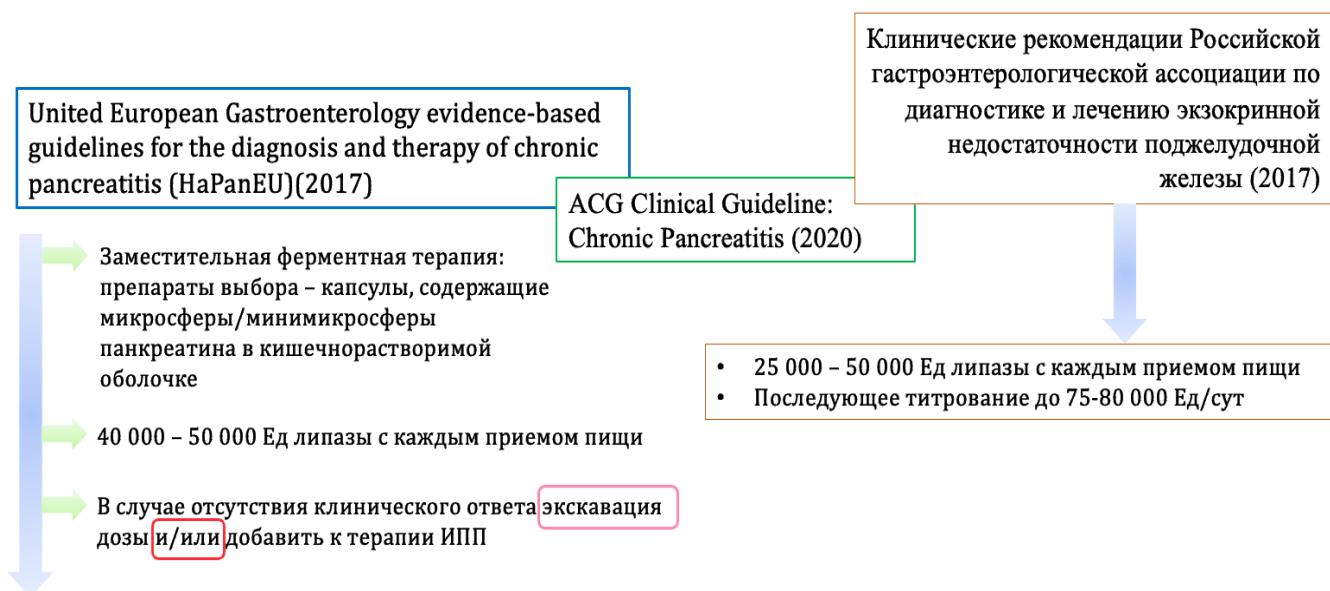 Клинические рекомендации Российской
гастроэнтерологической ассоциации по
диагностике и лечению экзокринной
недостаточности поджелудочной
железы (2017)
United European Gastroenterology evidence-based
guidelines for the diagnosis and therapy of chronic
pancreatitis (HaPanEU)(2017)
ACG Clinical Guideline:
Chronic Pancreatitis (2020)
Заместительная ферментная терапия:
препараты выбора – капсулы, содержащие
микросферы/минимикросферы
панкреатина в кишечнорастворимой
оболочке
40 000 – 50 000 Ед липазы с каждым приемом пищи
В случае отсутствия клинического ответа экскавация
дозы и/или добавить к терапии ИПП
• 25 000 – 50 000 Ед липазы с каждым приемом пищи
• Последующее титрование до 75-80 000 Ед/сут